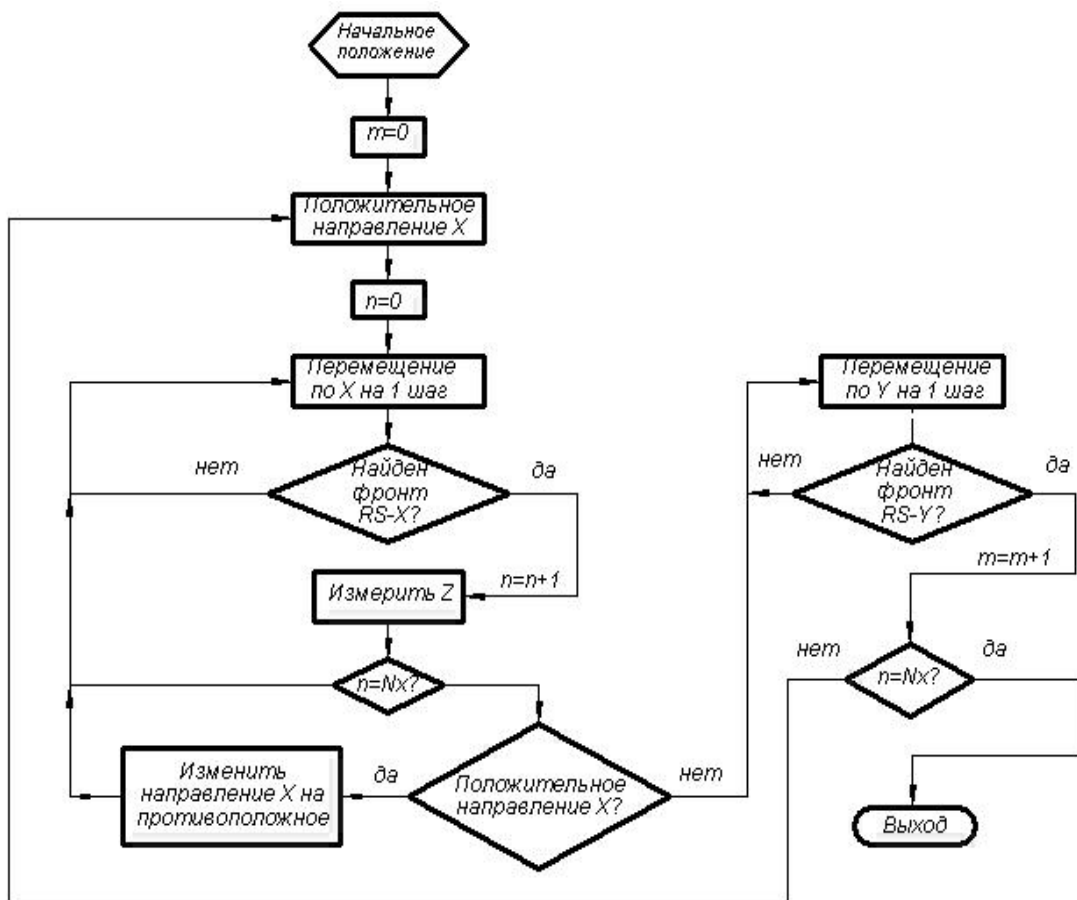 Начальное
положение
m=0
Положительное
направление X
n=0
Перемещение
по X на 1 шаг
Перемещение
по Y на 1 шаг
нет
Найден
фронт
RS-X?
да
нет
Найден
фронт
RS-Y?
да
n=n+1
m=m+1
Измерить Z
n=Nx?
нет
да
n=Nx?
Изменить
направление X на
противоположное
да
Положительное
направление X?
нет
Выход